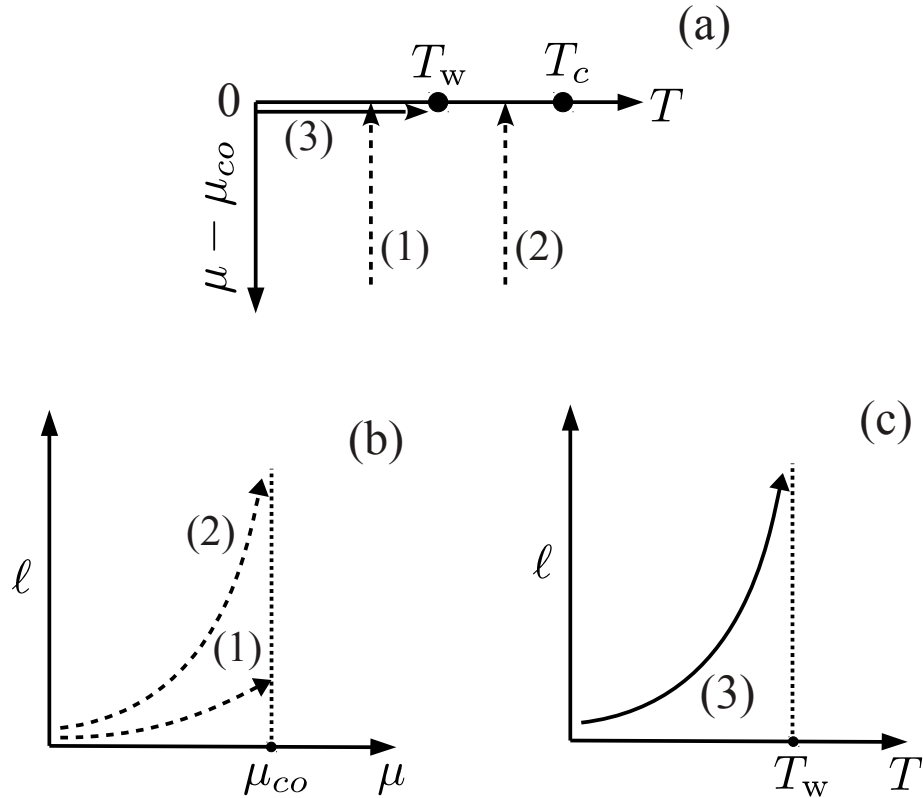 (a)
T_w T_c
0 T
(3)
μ − μ_co
(1) (2)
(b)
(2)
ℓ
(1)
μ_co μ
(c)
ℓ
(3)
T_w T